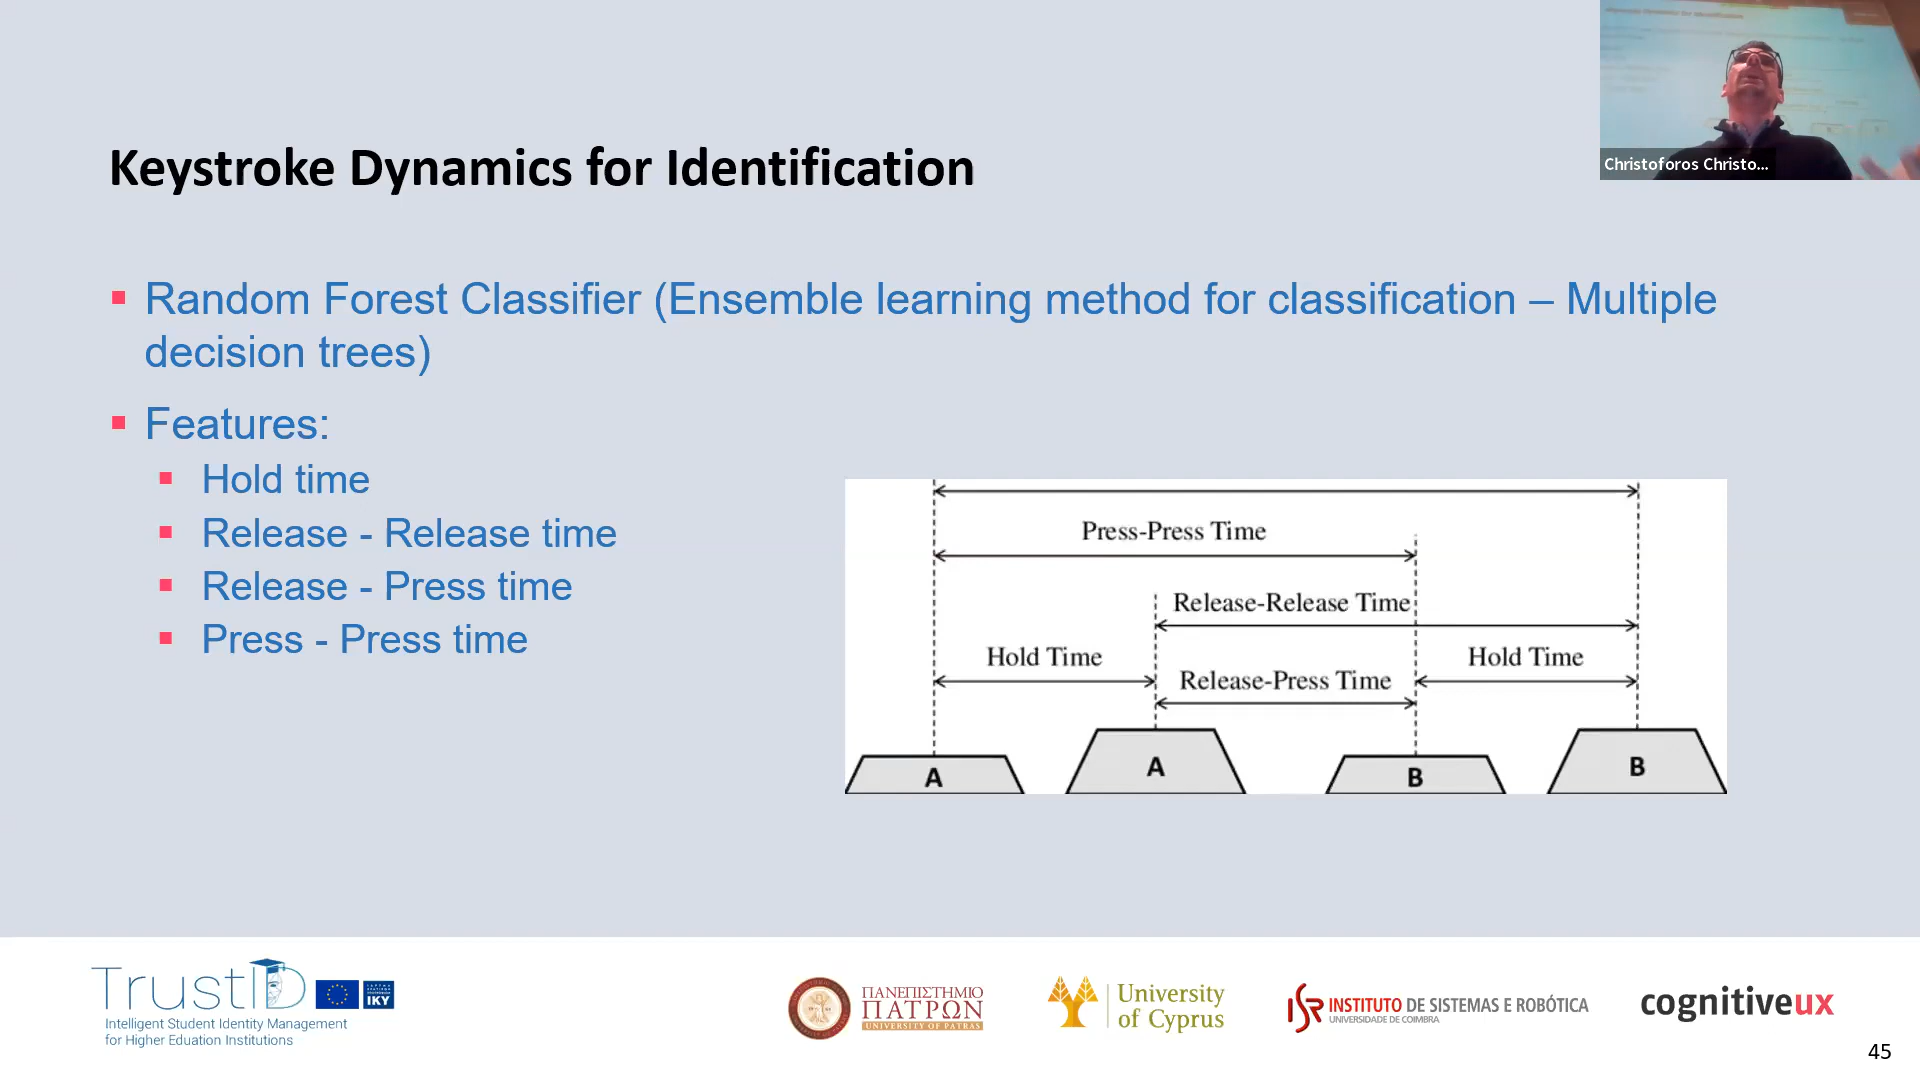 Christoforos Christo...
Keystroke Dynamics for Identification
Random Forest Classifier (Ensemble learning method for classification – Multiple
decision trees)
Features:
Hold time
Release - Release time
Release - Press time
Press - Press time
Press-Press Time
Release-Release Time
Hold Time
Hold Time
Release-Press Time
A
A
B
B
TrustID
Intelligent Student Identity Management
for Higher Eduation Institutions
IKY
ΠΑΝΕΠΙΣΤΗΜΙΟ
ΠΑΤΡΩΝ
UNIVERSITY OF PATRAS
University
of Cyprus
ISR INSTITUTO DE SISTEMAS E ROBÓTICA
UNIVERSIDADE DE COIMBRA
cognitiveux
45